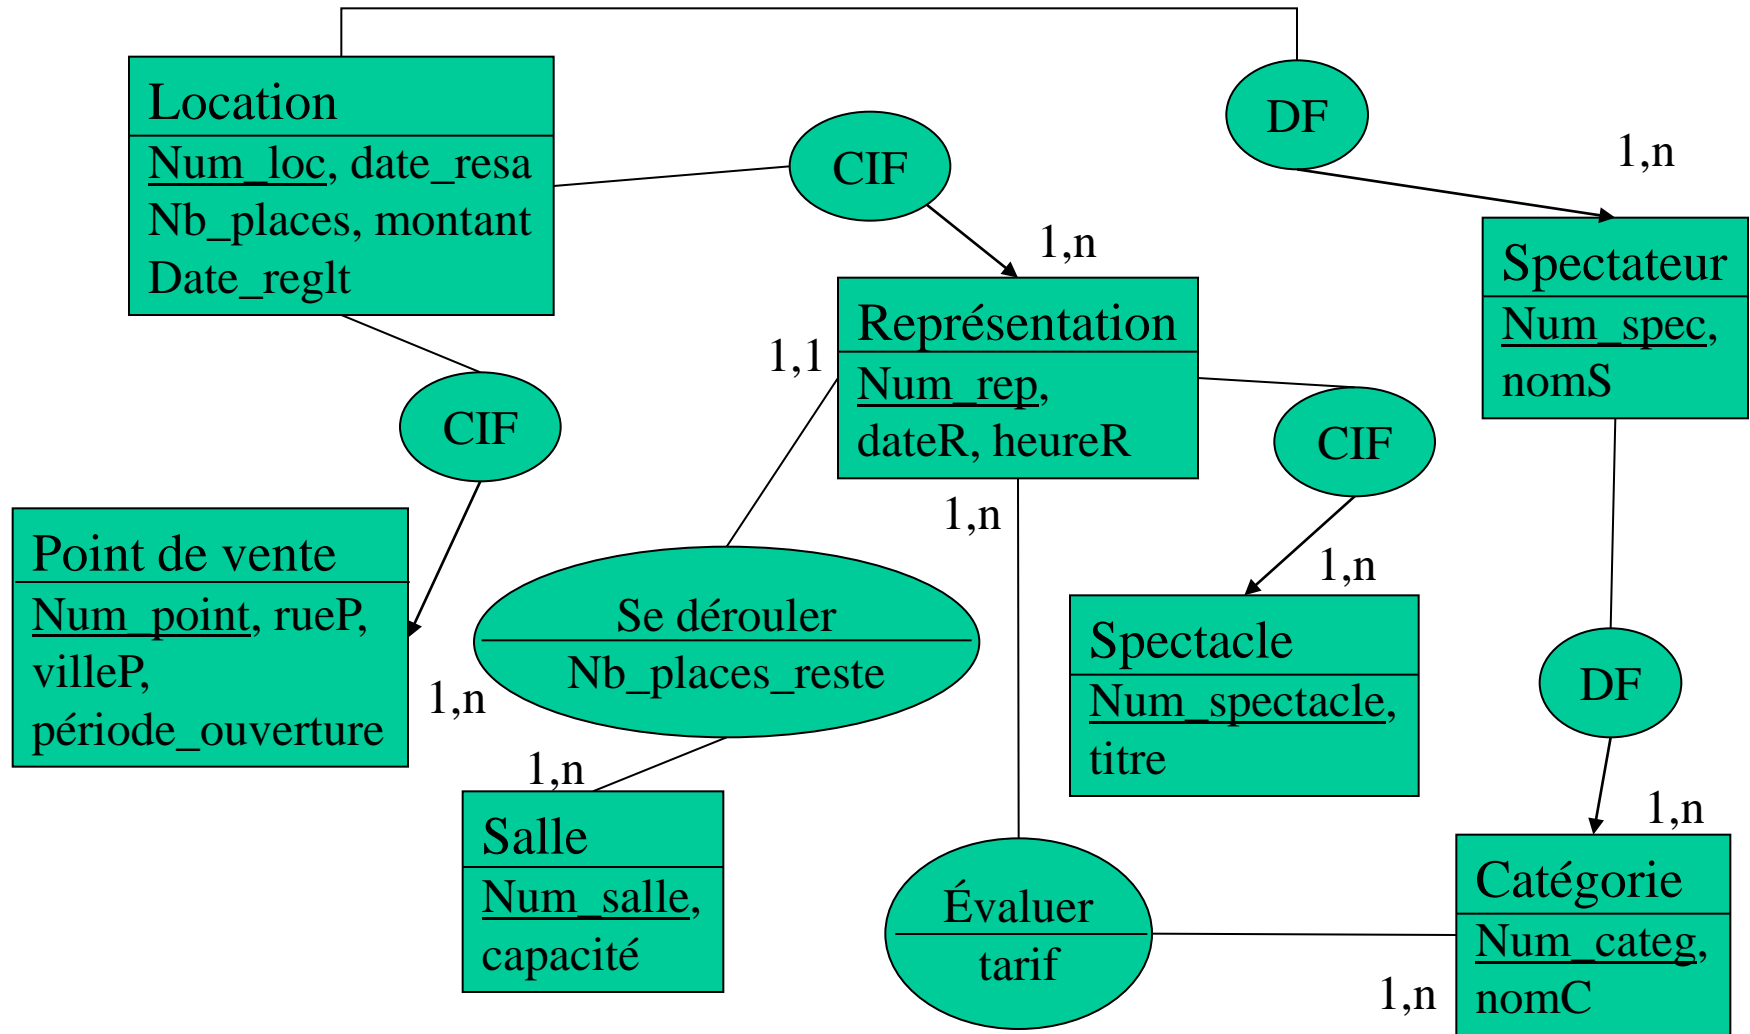 Location
Num_loc, date_resa
Nb_places, montant
Date_reglt
CIF
1,n
DF
1,n
Spectateur
Num_spec,
nomS
Représentation
Num_rep,
dateR, heureR
1,1
1,n
CIF
CIF
1,n
Point de vente
Num_point, rueP,
villeP,
période_ouverture
1,n
Se dérouler
Nb_places_reste
1,n
Spectacle
Num_spectacle,
titre
DF
1,n
Salle
Num_salle,
capacité
Évaluer
tarif
1,n
Catégorie
Num_categ,
nomC